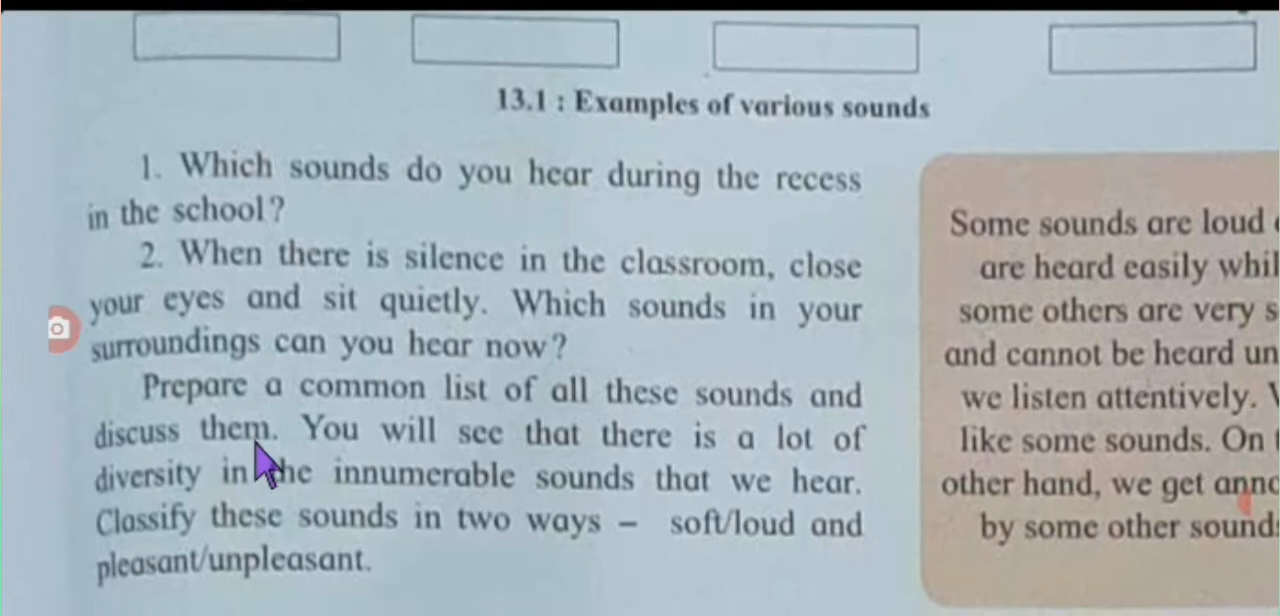 13.1 : Examples of various sounds
1. Which sounds do you hear during the recess
in the school?
2. When there is silence in the classroom, close
your eyes and sit quietly. Which sounds in your
surroundings can you hear now?
Prepare a common list of all these sounds and
discuss them. You will see that there is a lot of
diversity in the innumerable sounds that we hear.
Classify these sounds in two ways – soft/loud and
pleasant/unpleasant.
Some sounds are loud
are heard easily whil
some others are very s
and cannot be heard un
we listen attentively.
like some sounds. On
other hand, we get anno
by some other sound